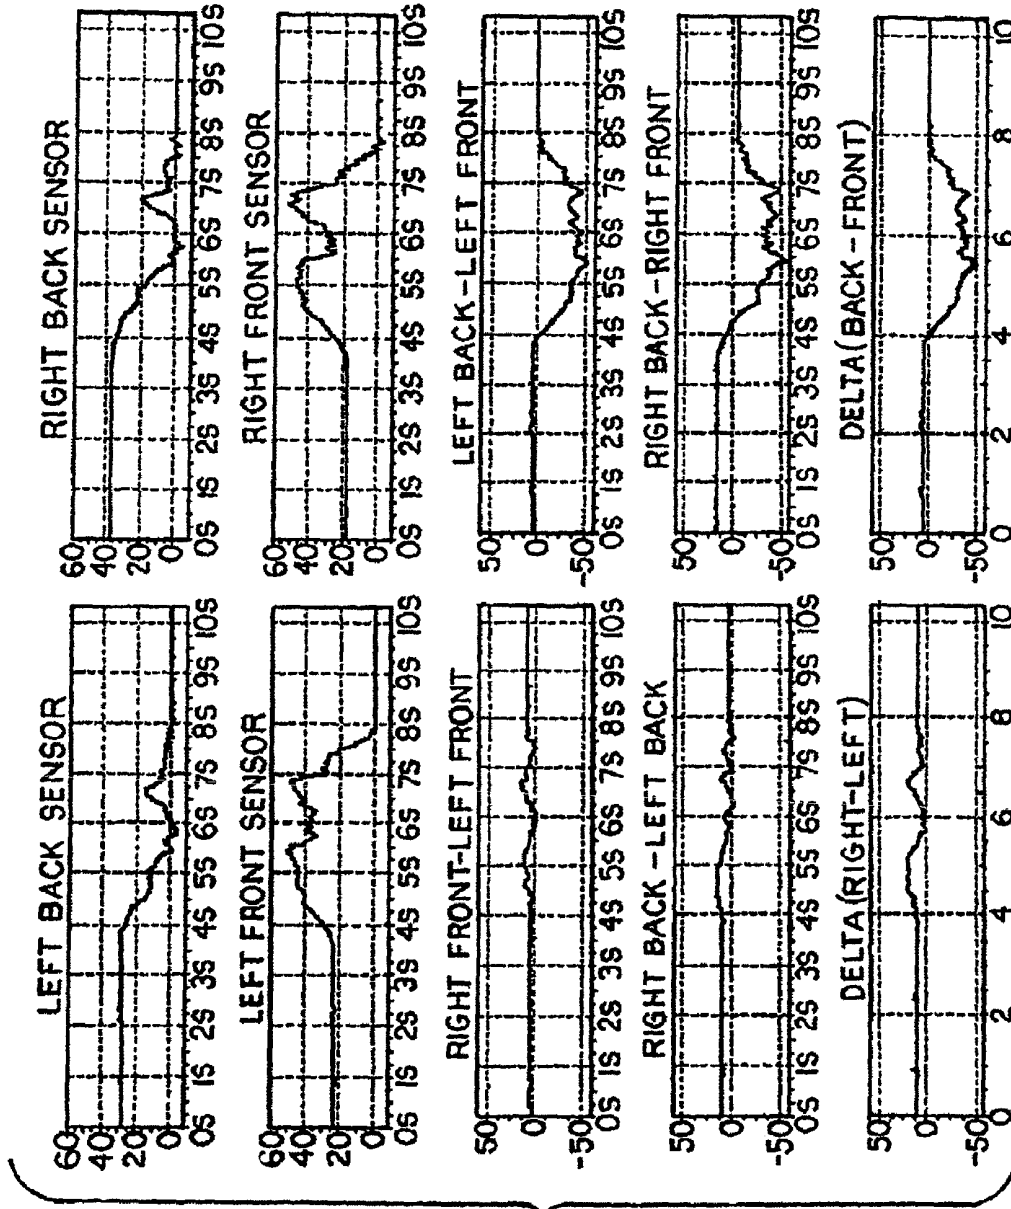 LEFT BACK SENSOR
60
40
20
0
0S 1S 2S 3S 4S 5S 6S 7S 8S 9S 10S
RIGHT BACK SENSOR
60
40
20
0
0S 1S 2S 3S 4S 5S 6S 7S 8S 9S 10S
LEFT FRONT SENSOR
60
40
20
0
0S 1S 2S 3S 4S 5S 6S 7S 8S 9S 10S
RIGHT FRONT SENSOR
60
40
20
0
0S 1S 2S 3S 4S 5S 6S 7S 8S 9S 10S
RIGHT FRONT-LEFT FRONT
50
0
-50
0S 1S 2S 3S 4S 5S 6S 7S 8S 9S 10S
LEFT BACK-LEFT FRONT
50
0
-50
0S 1S 2S 3S 4S 5S 6S 7S 8S 9S 10S
RIGHT BACK-LEFT BACK
50
0
-50
0S 1S 2S 3S 4S 5S 6S 7S 8S 9S 10S
RIGHT BACK-RIGHT FRONT
50
0
-50
0S 1S 2S 3S 4S 5S 6S 7S 8S 9S 10S
DELTA(RIGHT-LEFT)
50
0
-50
0 2 4 6 8 10
DELTA(BACK-FRONT)
50
0
-50
0 2 4 6 8 10